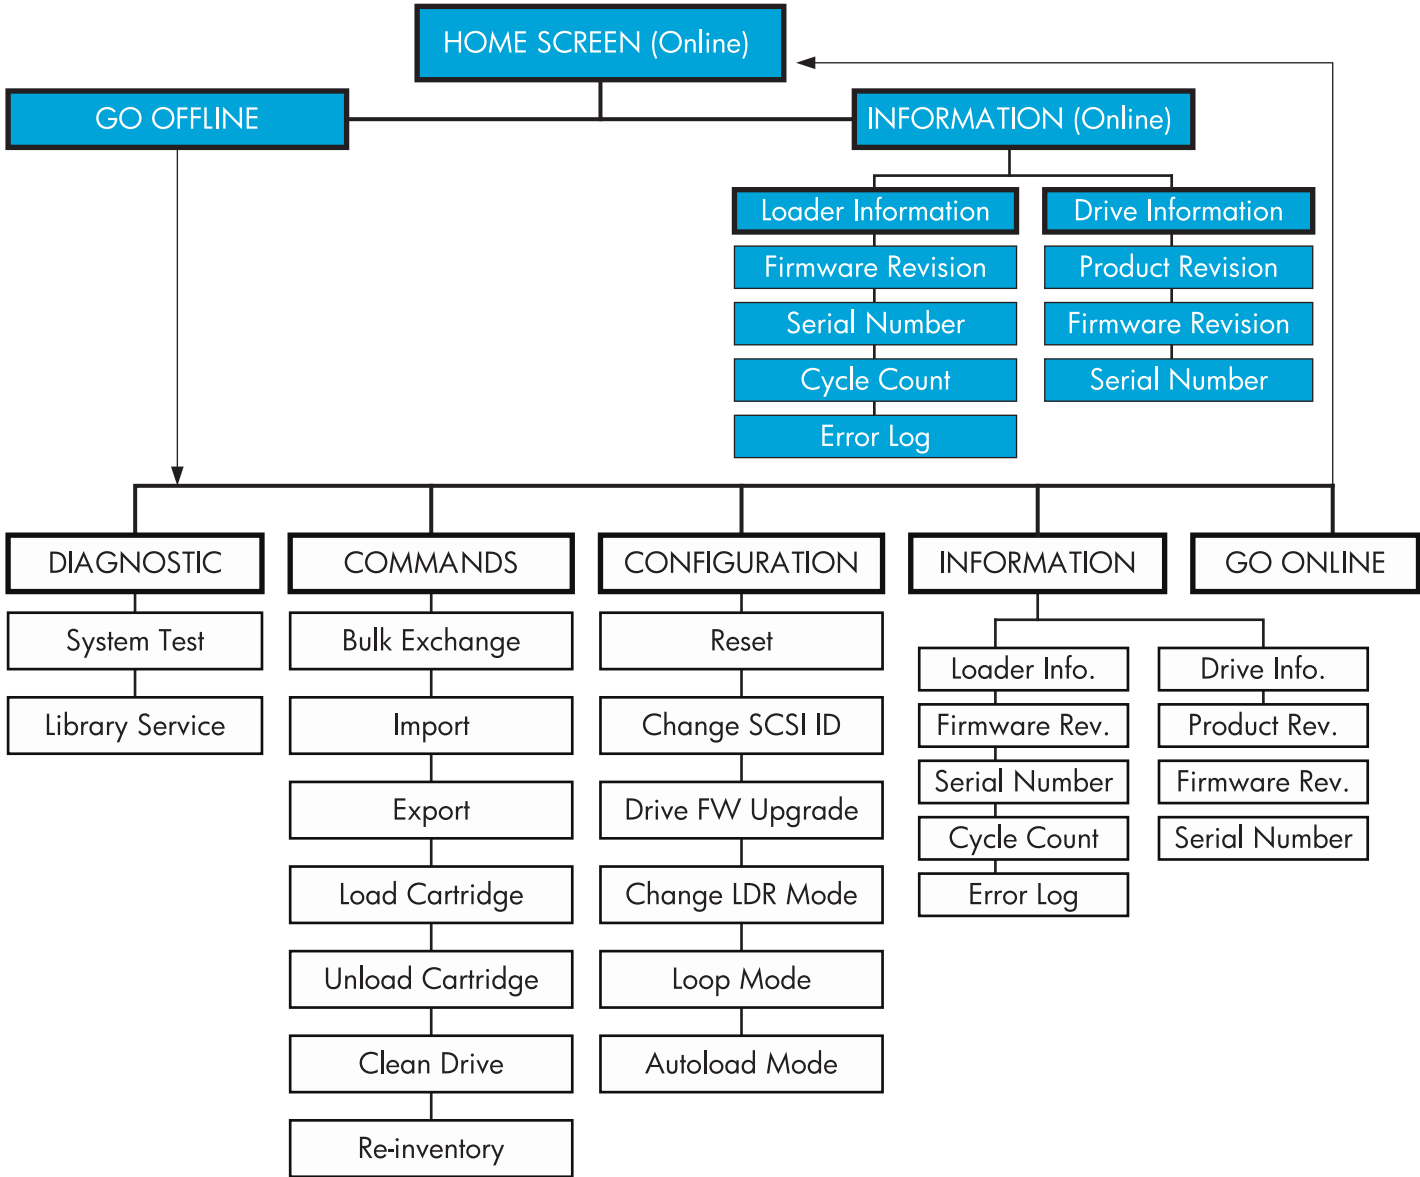 HOME SCREEN (Online)
GO OFFLINE
INFORMATION (Online)
Loader Information
Firmware Revision
Serial Number
Cycle Count
Error Log
Drive Information
Product Revision
Firmware Revision
Serial Number
DIAGNOSTIC
System Test
Library Service
COMMANDS
Bulk Exchange
Import
Export
Load Cartridge
Unload Cartridge
Clean Drive
Re-inventory
CONFIGURATION
Reset
Change SCSI ID
Drive FW Upgrade
Change LDR Mode
Loop Mode
Autoload Mode
INFORMATION
Loader Info.
Firmware Rev.
Serial Number
Cycle Count
Error Log
Drive Info.
Product Rev.
Firmware Rev.
Serial Number
GO ONLINE